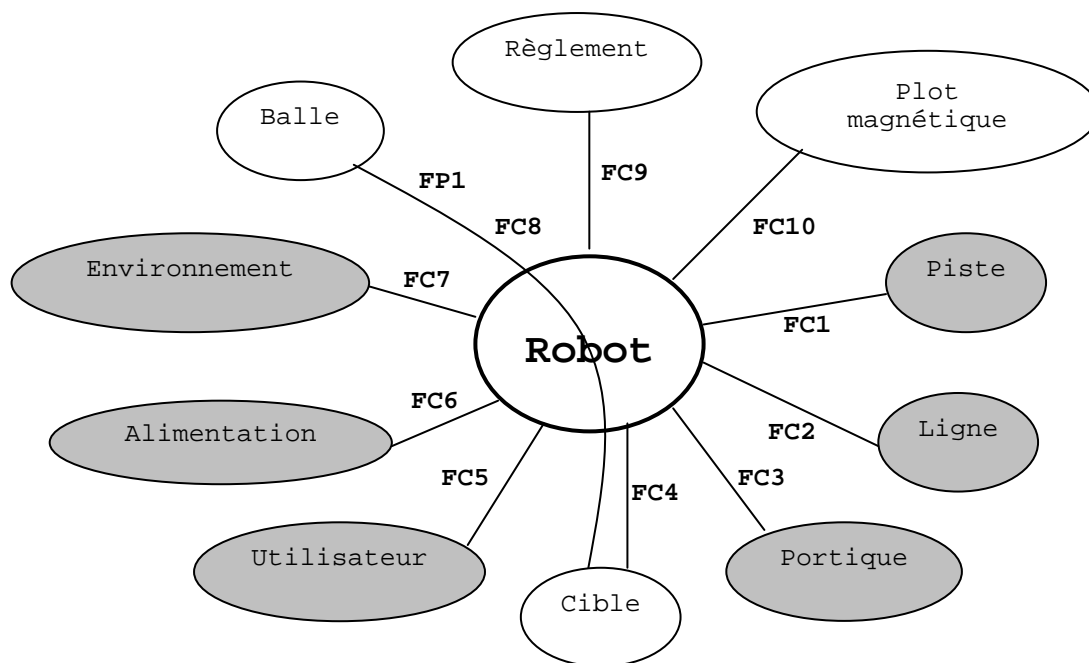 Règlement
Plot
magnétique
Balle
FP1
FC9
FC8
FC10
Environnement
FC7
Piste
FC1
Robot
FC6
Alimentation
FC2
Ligne
FC5
FC4
FC3
Utilisateur
Portique
Cible